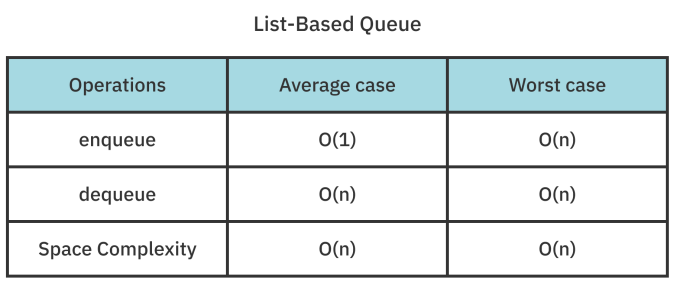 List-Based Queue
Operations Average case Worst case
enqueue O(1) O(n)
dequeue O(n) O(n)
Space Complexity O(n) O(n)